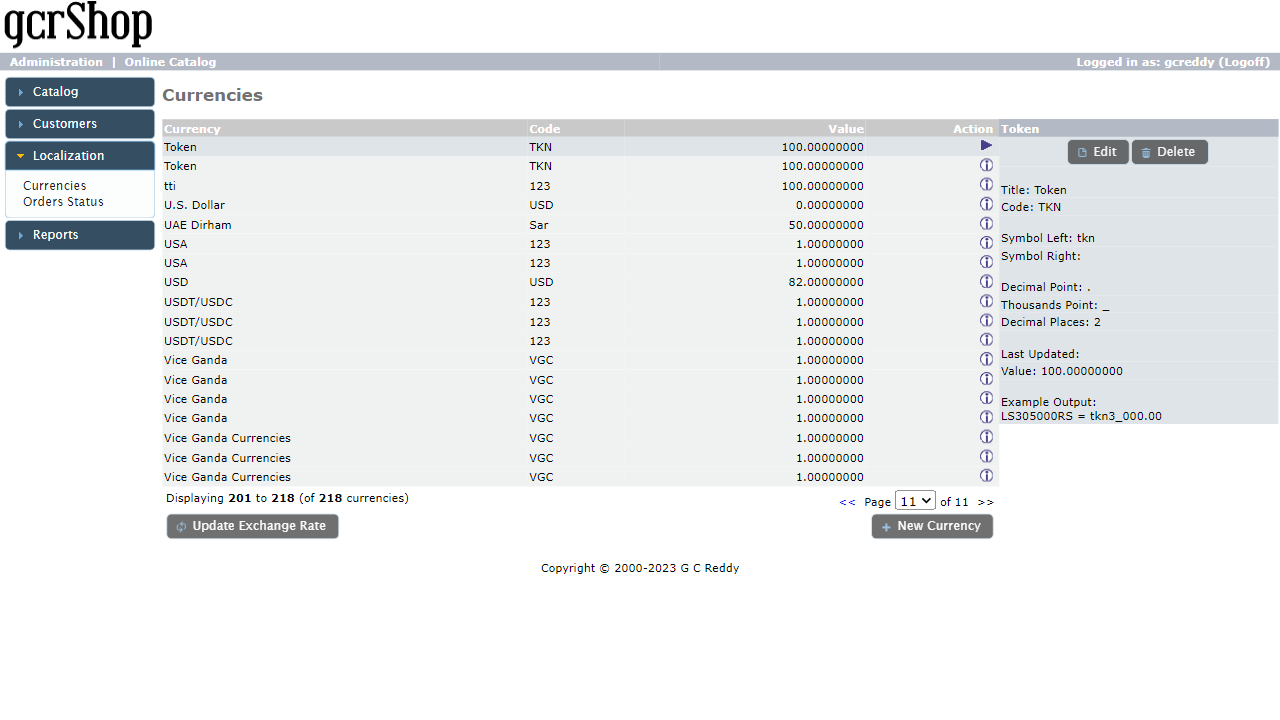 gcrShop
Administration | Online Catalog
Logged in as: gcreddy (Logoff)
Catalog
Customers
Localization
Currencies
Orders Status
Reports
Currencies
Currency Code Value Action
Token TKN 100.00000000
Token TKN 100.00000000
tti 123 100.00000000
U.S. Dollar USD 0.00000000
UAE Dirham Sar 50.00000000
USA 123 1.00000000
USA 123 1.00000000
USD USD 82.00000000
USDT/USDC 123 1.00000000
USDT/USDC 123 1.00000000
USDT/USDC 123 1.00000000
Vice Ganda VGC 1.00000000
Vice Ganda VGC 1.00000000
Vice Ganda VGC 1.00000000
Vice Ganda VGC 1.00000000
Vice Ganda Currencies VGC 1.00000000
Vice Ganda Currencies VGC 1.00000000
Vice Ganda Currencies VGC 1.00000000
Displaying 201 to 218 (of 218 currencies)
<< Page 11 of 11 >>
Update Exchange Rate
New Currency
Token
Edit Delete
Title: Token
Code: TKN
Symbol Left: tkn
Symbol Right:
Decimal Point: .
Thousands Point: _
Decimal Places: 2
Last Updated:
Value: 100.00000000
Example Output:
LS305000RS = tkn3_000.00
Copyright © 2000-2023 G C Reddy